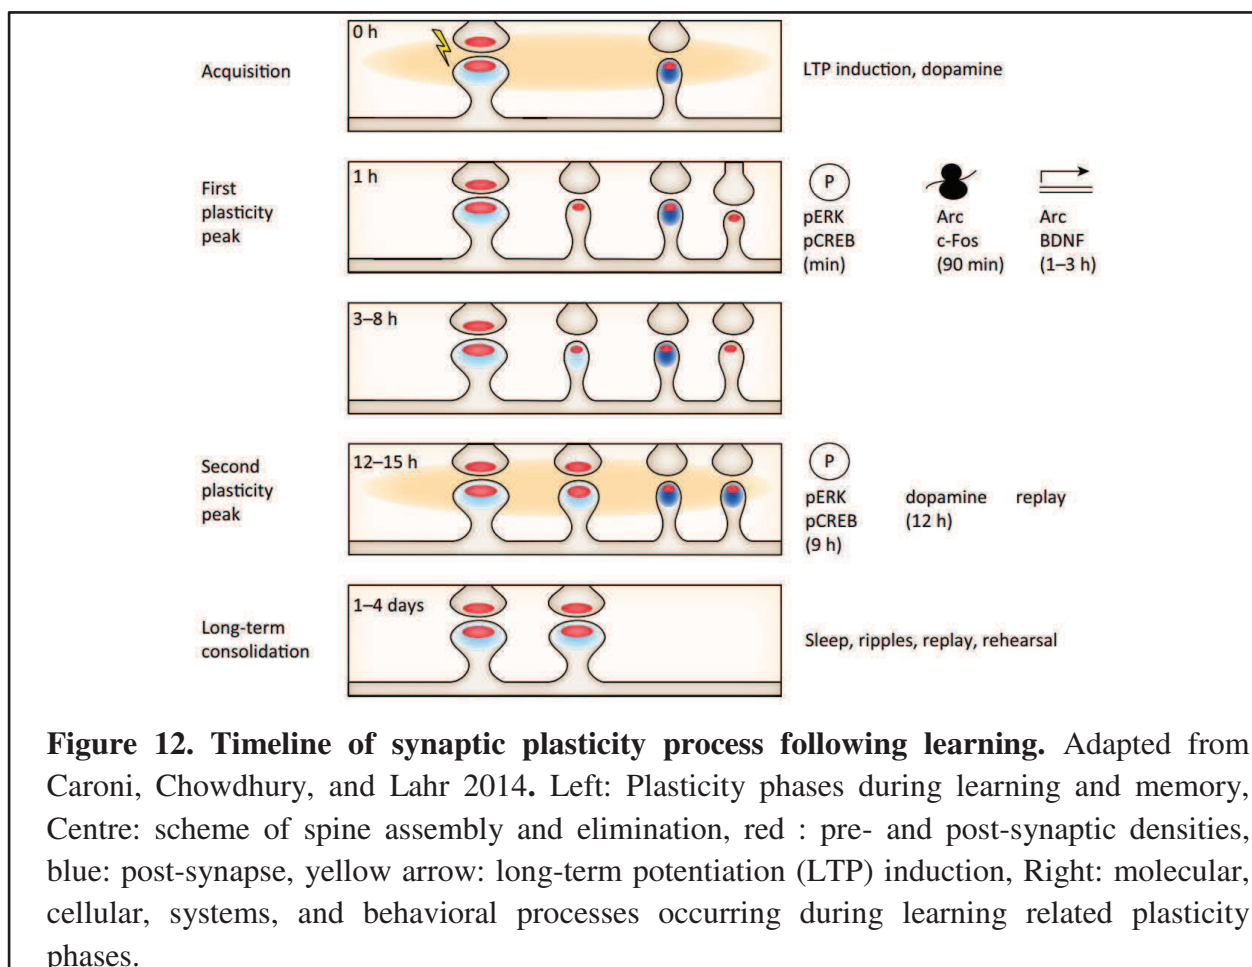 0 h
Acquisition
LTP induction, dopamine
1 h
First
plasticity
peak
P
pERK
pCREB
(min)
Arc
c-Fos
(90 min)
Arc
BDNF
(1–3 h)
3–8 h
12–15 h
Second
plasticity
peak
P
pERK
pCREB
(9 h)
dopamine
(12 h)
replay
1–4 days
Long-term
consolidation
Sleep, ripples, replay, rehearsal
Figure 12. Timeline of synaptic plasticity process following learning. Adapted from
Caroni, Chowdhury, and Lahr 2014. Left: Plasticity phases during learning and memory,
Centre: scheme of spine assembly and elimination, red : pre- and post-synaptic densities,
blue: post-synapse, yellow arrow: long-term potentiation (LTP) induction, Right: molecular,
cellular, systems, and behavioral processes occurring during learning related plasticity
phases.